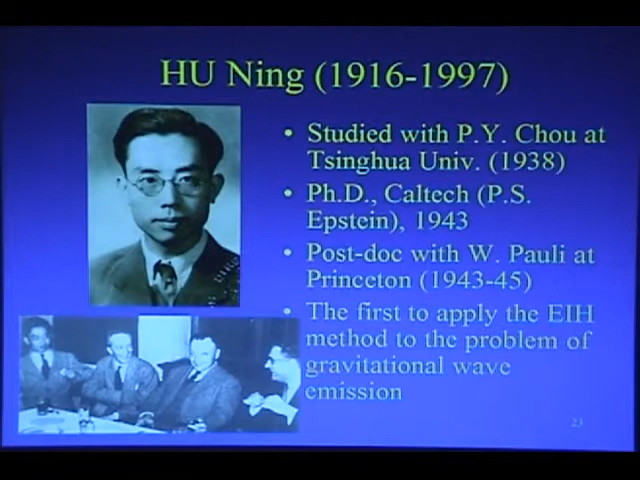 HU Ning (1916-1997)
• Studied with P.Y. Chou at
Tsinghua Univ. (1938)
• Ph.D., Caltech (P.S.
Epstein), 1943
• Post-doc with W. Pauli at
Princeton (1943-45)
• The first to apply the EIH
method to the problem of
gravitational wave
emission
23